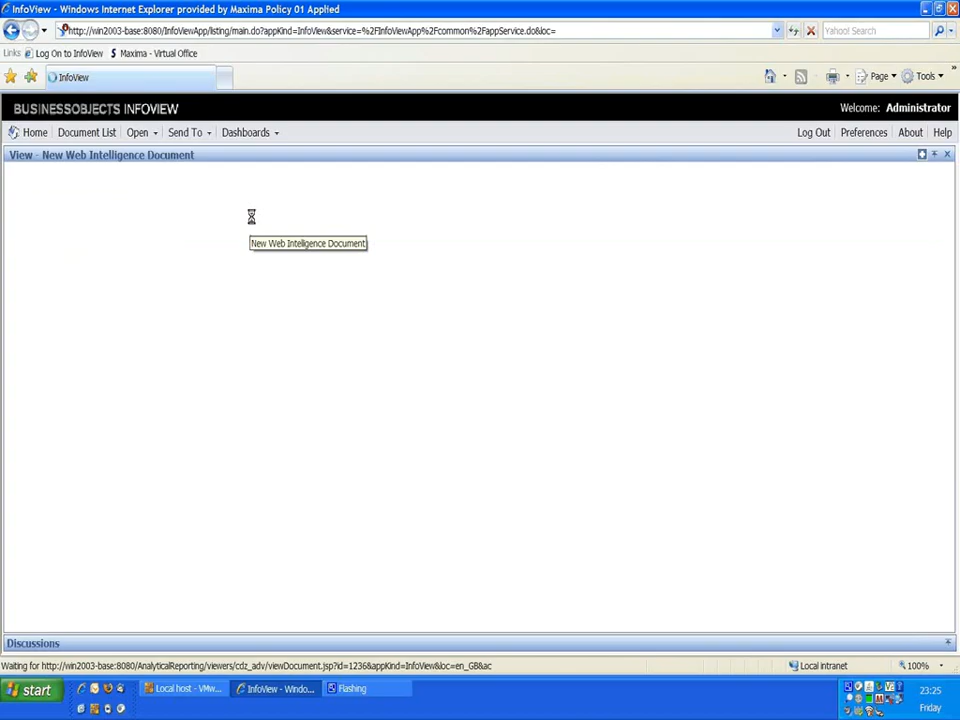 InfoView - Windows Internet Explorer provided by Maxima Policy 01 Applied
http://win2003-base:8080/InfoViewApp/listing/main.do?appKind=InfoView&service=%2FInfoViewApp%2Fcommon%2FappService.do&loc=
Yahoo! Search
Links Log On to InfoView Maxima - Virtual Office
InfoView
Page Tools
BUSINESSOBJECTS INFOVIEW
Welcome: Administrator
Home Document List Open Send To Dashboards
Log Out Preferences About Help
View - New Web Intelligence Document
New Web Intelligence Document
Discussions
Waiting for http://win2003-base:8080/AnalyticalReporting/viewers/cdz_adv/viewDocument.jsp?id=1236&appKind=InfoView&loc=en_GB&ac
Local intranet
100%
start
Local host - VMw...
InfoView - Windo...
Flashing
23:25
Friday